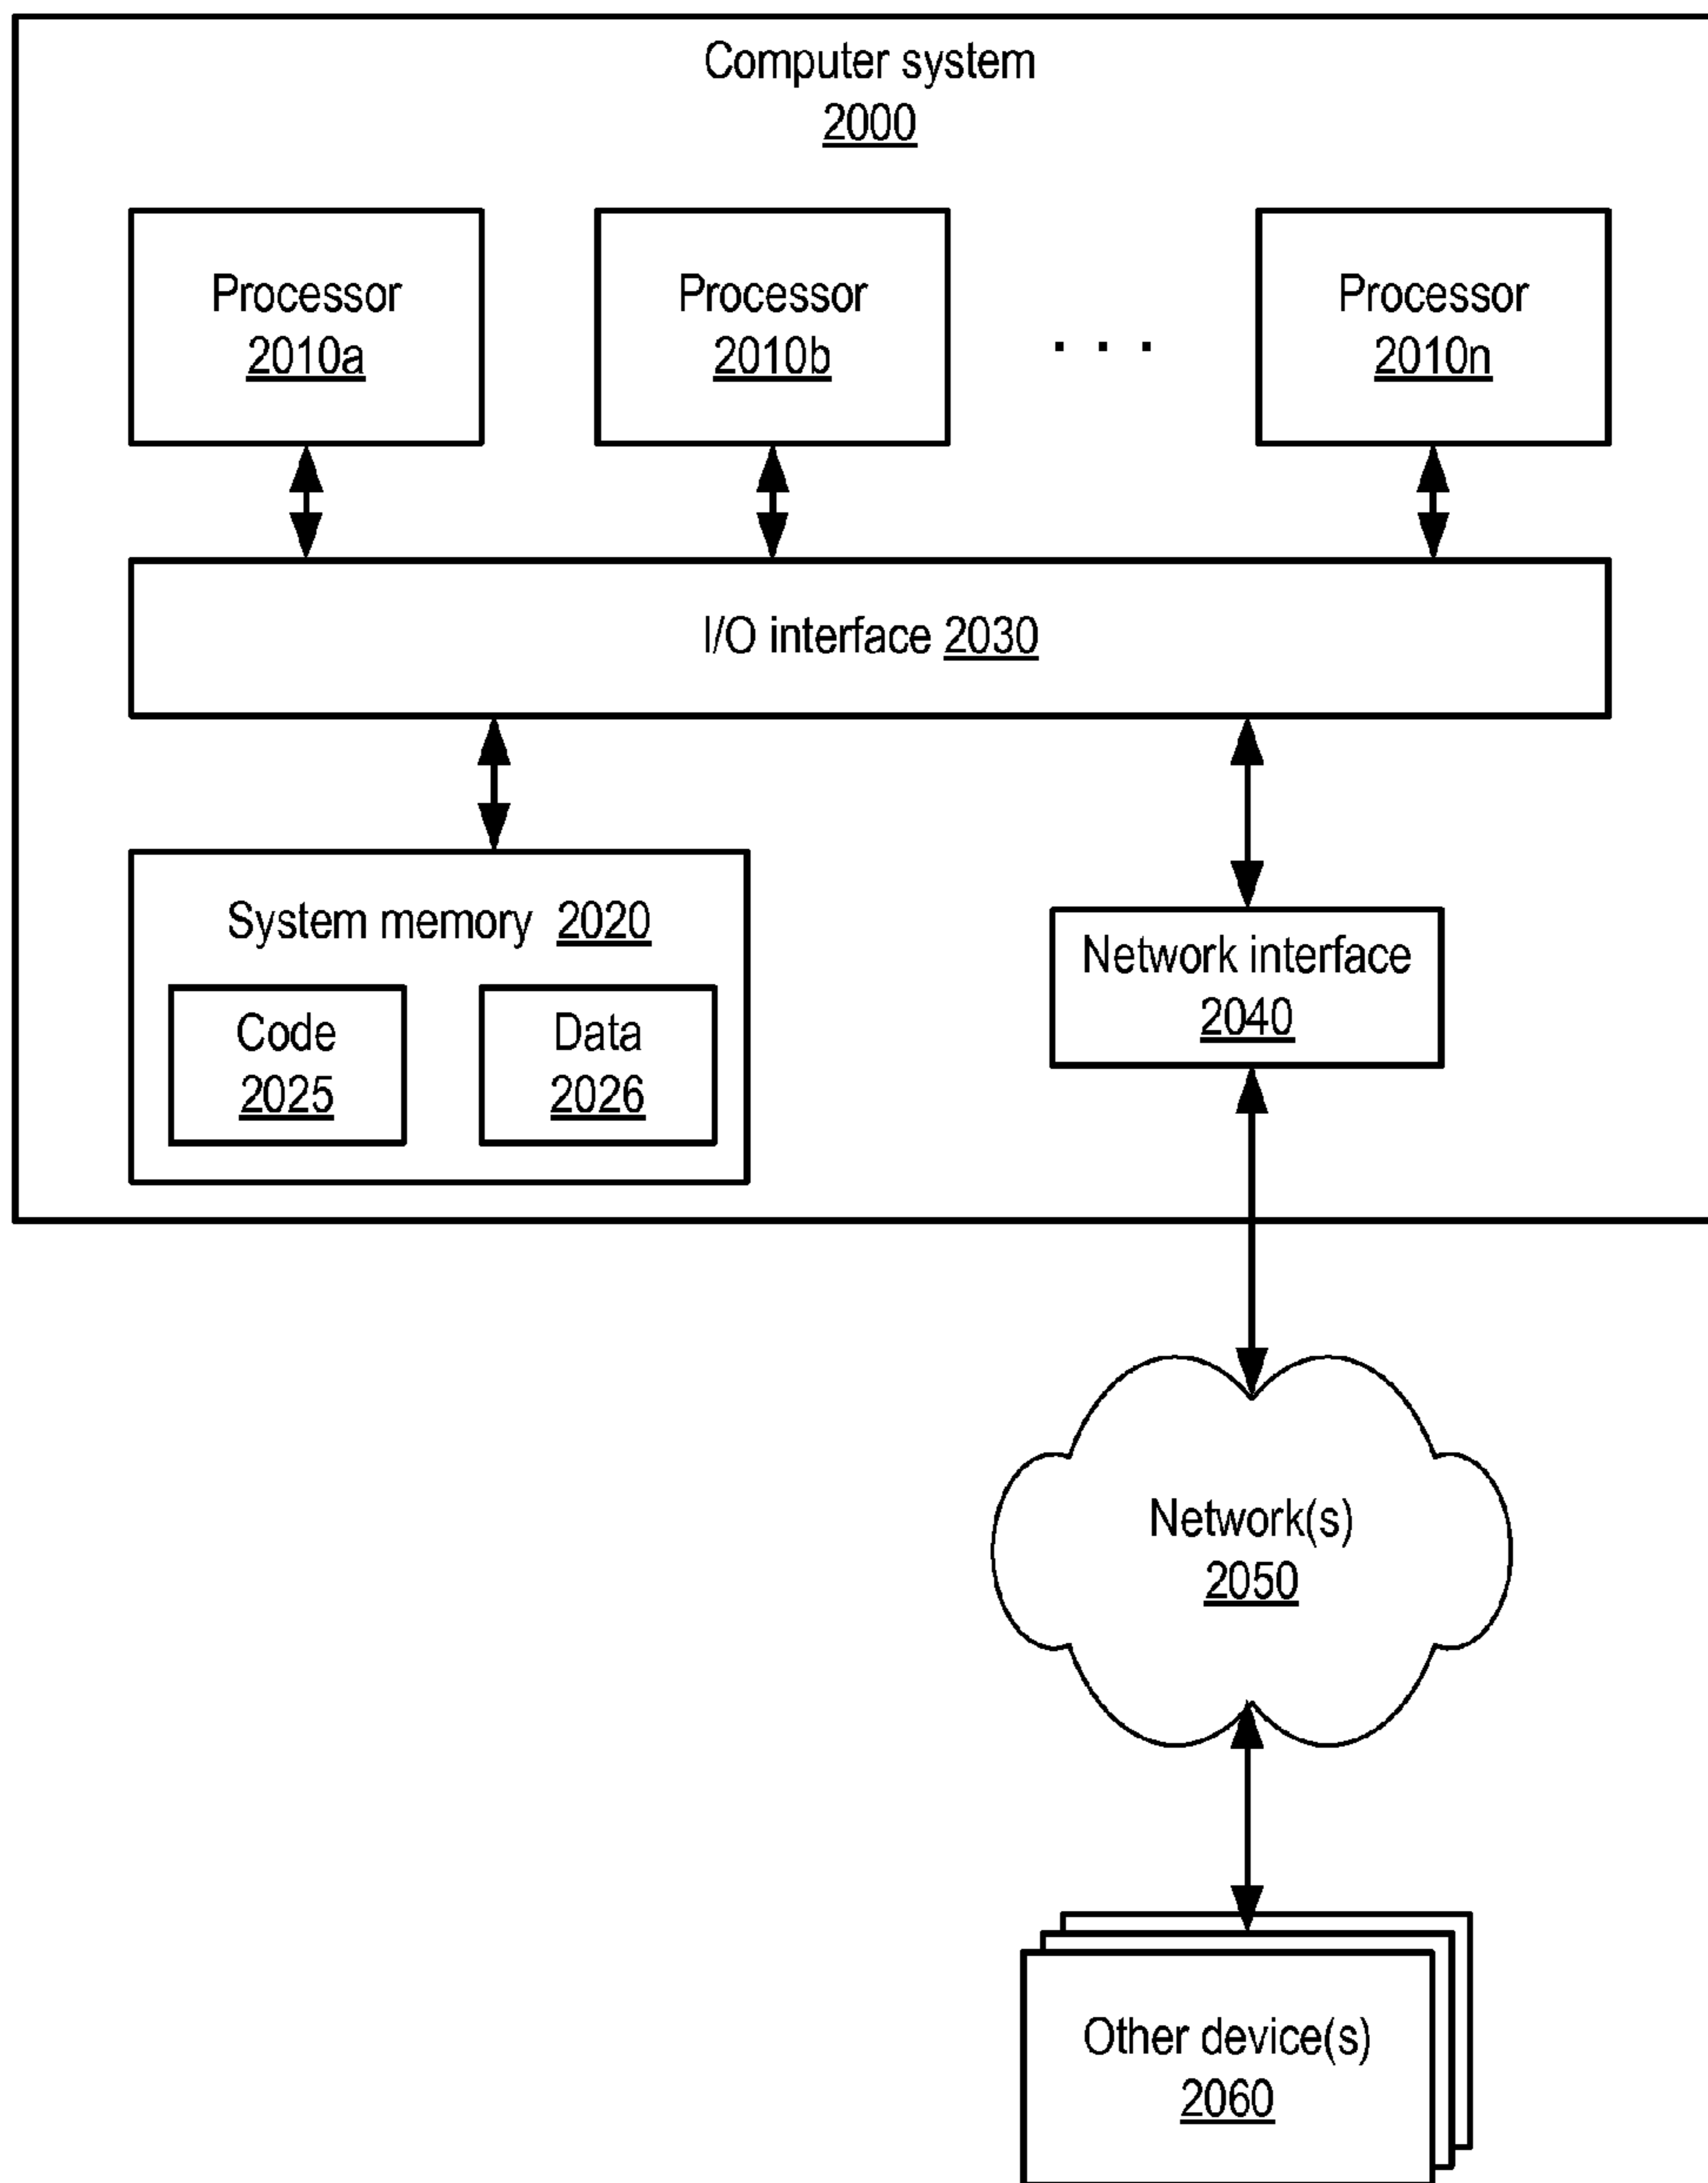 Computer system
2000
Processor
2010a
Processor
2010b
. . .
Processor
2010n
I/O interface 2030
System memory 2020
Code
2025
Data
2026
Network interface
2040
Network(s)
2050
Other device(s)
2060